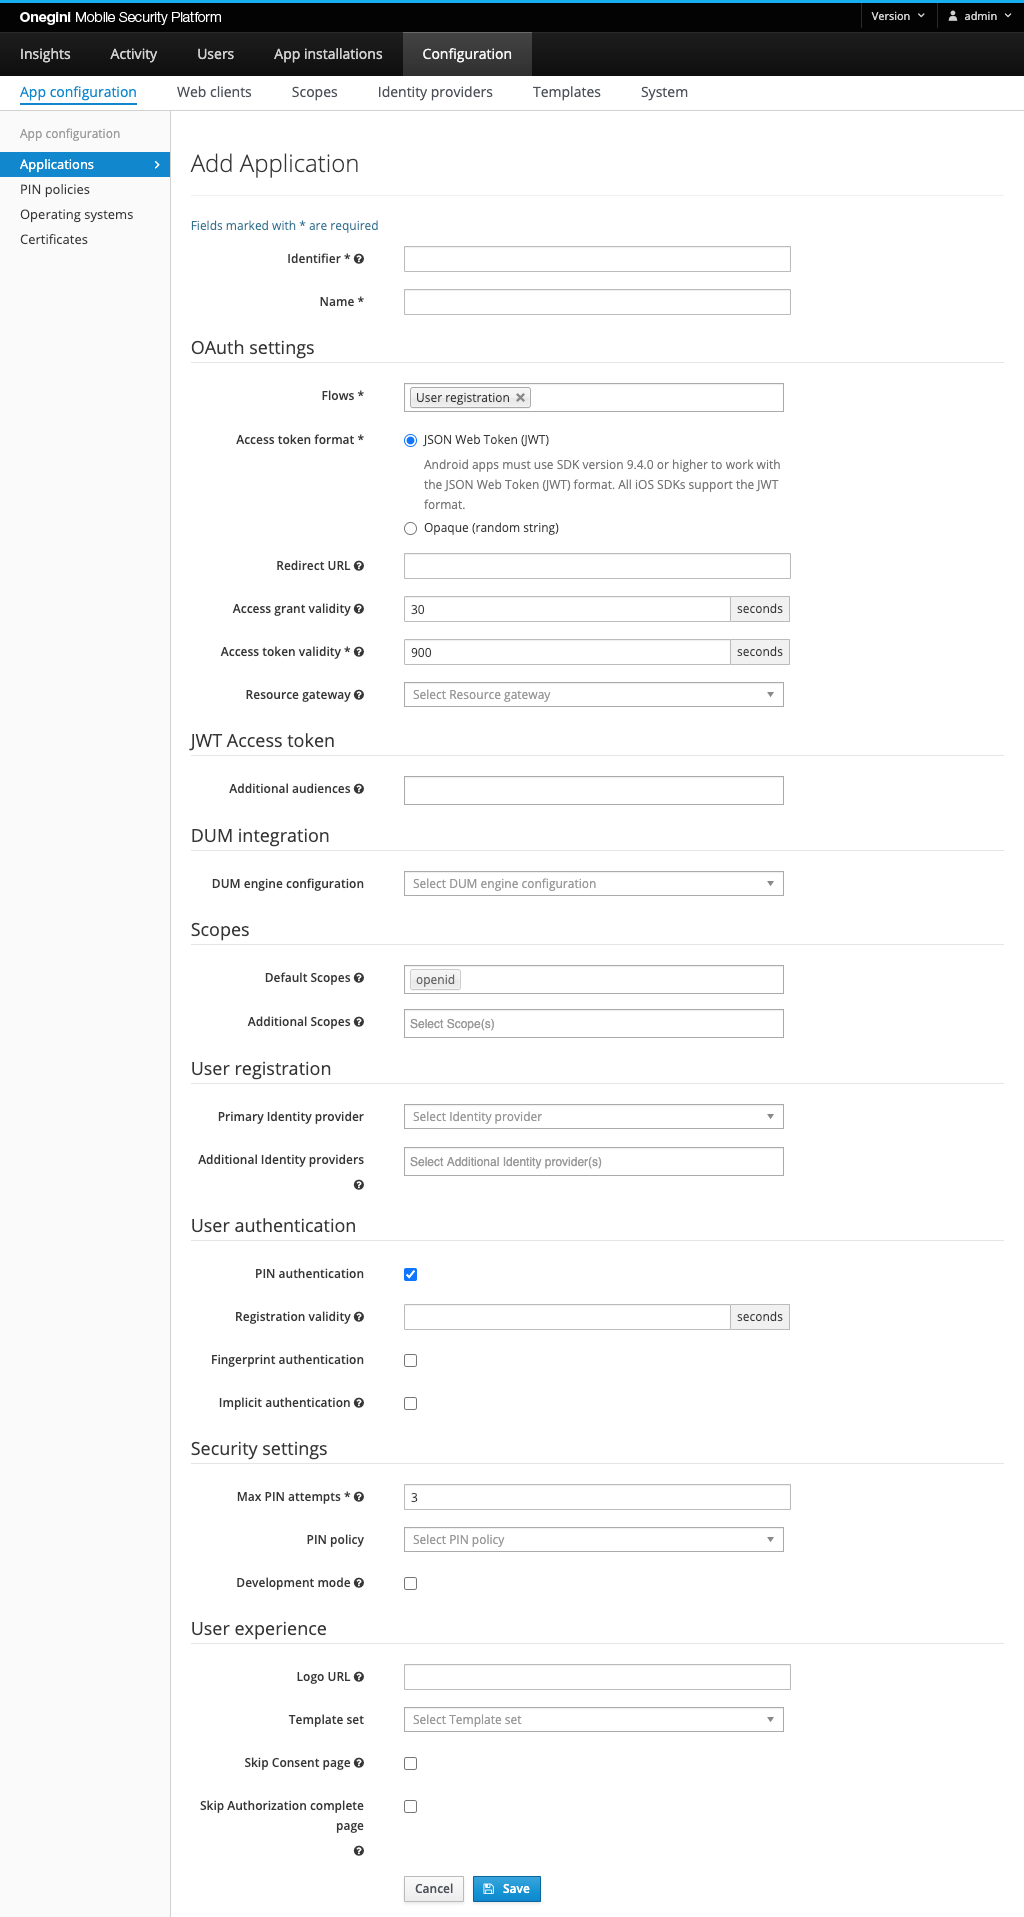 Onegini Mobile Security Platform
Version
admin
Insights
Activity
Users
App installations
Configuration
App configuration
Web clients
Scopes
Identity providers
Templates
System
App configuration
Applications
PIN policies
Operating systems
Certificates
Add Application
Fields marked with * are required
Identifier *
Name *
OAuth settings
Flows *
User registration
Access token format *
JSON Web Token (JWT)
Android apps must use SDK version 9.4.0 or higher to work with
the JSON Web Token (JWT) format. All iOS SDKs support the JWT
format.
Opaque (random string)
Redirect URL
Access grant validity
30
seconds
Access token validity *
900
seconds
Resource gateway
Select Resource gateway
JWT Access token
Additional audiences
DUM integration
DUM engine configuration
Select DUM engine configuration
Scopes
Default Scopes
openid
Additional Scopes
Select Scope(s)
User registration
Primary Identity provider
Select Identity provider
Additional Identity providers
Select Additional Identity provider(s)
User authentication
PIN authentication
Registration validity
seconds
Fingerprint authentication
Implicit authentication
Security settings
Max PIN attempts *
3
PIN policy
Select PIN policy
Development mode
User experience
Logo URL
Template set
Select Template set
Skip Consent page
Skip Authorization complete
page
Cancel
Save